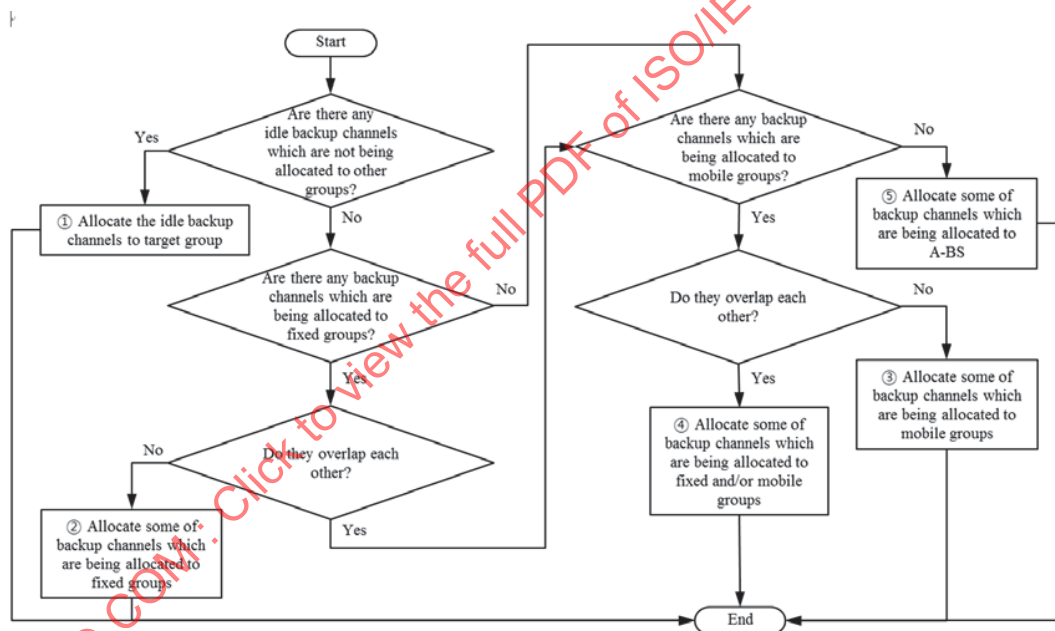 Start
Are there any
idle backup channels
which are not being
allocated to other
groups?
Yes
No
① Allocate the idle backup
channels to target group
Are there any backup
channels which are
being allocated to
fixed groups?
No
Yes
Do they overlap each
other?
No
Yes
② Allocate some of
backup channels which
are being allocated to
fixed groups
Are there any backup
channels which are
being allocated to
mobile groups?
No
Yes
⑤ Allocate some of
backup channels which
are being allocated to
A-BS
Do they overlap each
other?
No
Yes
③ Allocate some of
backup channels which
are being allocated to
mobile groups
④ Allocate some of
backup channels which
are being allocated to
fixed and/or mobile
groups
End
COM : Click to view the full PDF of ISO/IE